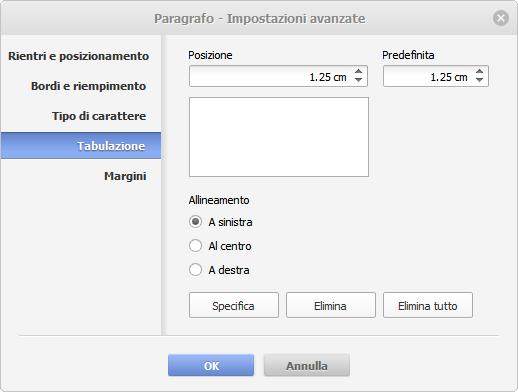 Paragrafo - Impostazioni avanzate
Rientri e posizionamento
Bordi e riempimento
Tipo di carattere
Tabulazione
Margini
Posizione Predefinita
1.25 cm 1.25 cm
Allineamento
A sinistra
Al centro
A destra
Specifica Elimina Elimina tutto
OK Annulla